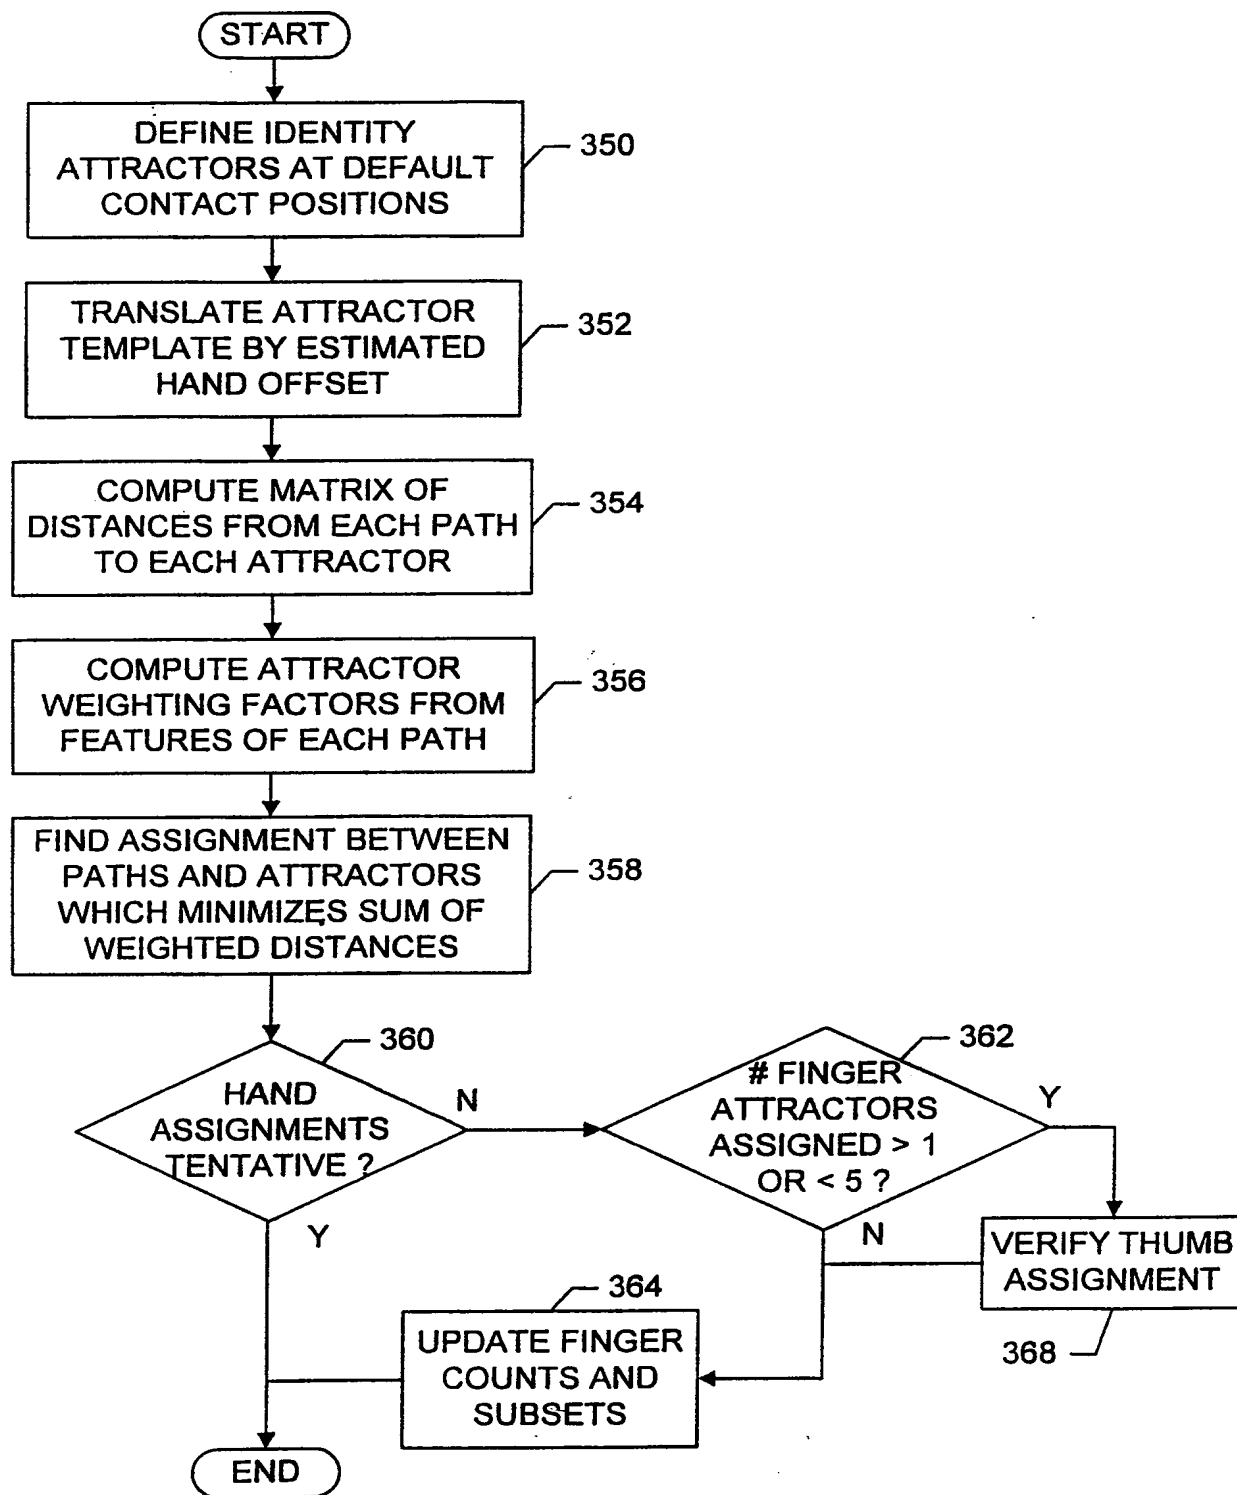 START
DEFINE IDENTITY
ATTRACTORS AT DEFAULT
CONTACT POSITIONS
350
TRANSLATE ATTRACTOR
TEMPLATE BY ESTIMATED
HAND OFFSET
352
COMPUTE MATRIX OF
DISTANCES FROM EACH PATH
TO EACH ATTRACTOR
354
COMPUTE ATTRACTOR
WEIGHTING FACTORS FROM
FEATURES OF EACH PATH
356
FIND ASSIGNMENT BETWEEN
PATHS AND ATTRACTORS
WHICH MINIMIZES SUM OF
WEIGHTED DISTANCES
358
360
HAND
ASSIGNMENTS
TENTATIVE ?
N
Y
362
# FINGER
ATTRACTORS
ASSIGNED > 1
OR < 5 ?
Y
N
VERIFY THUMB
ASSIGNMENT
368
364
UPDATE FINGER
COUNTS AND
SUBSETS
END